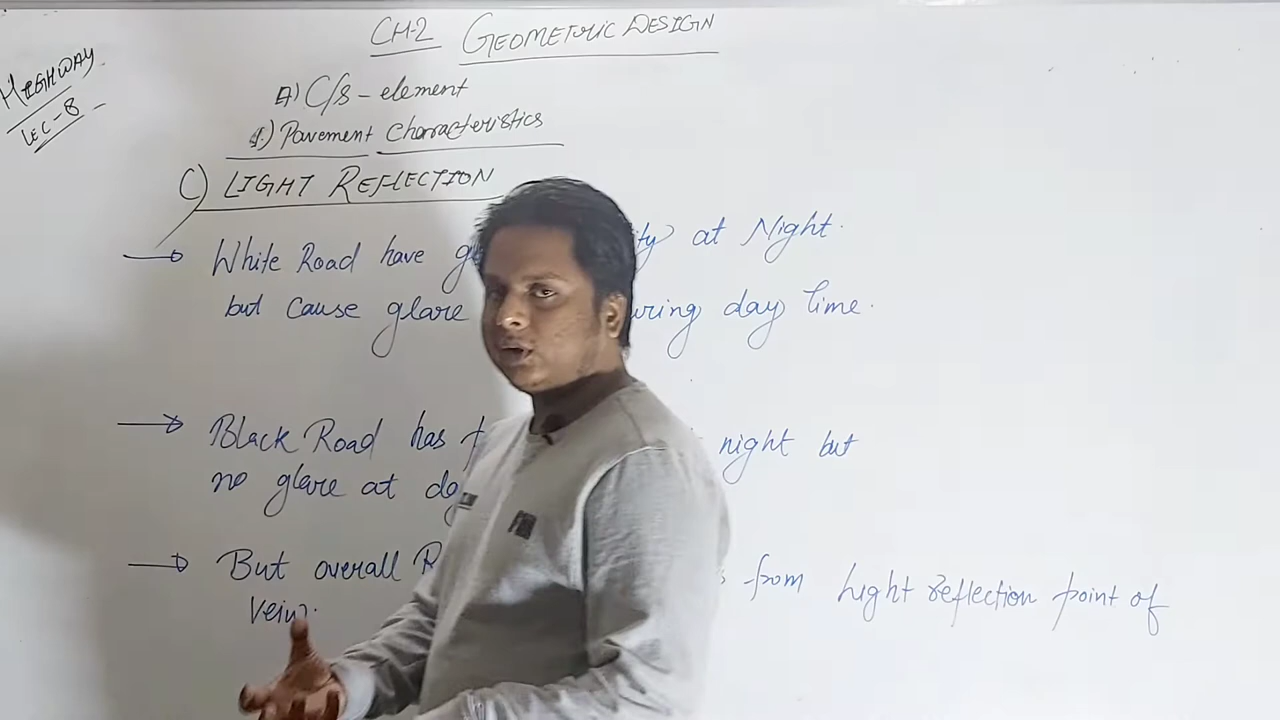 CH-2 GEOMETRIC DESIGN
HIGHWAY
LEC-8
A) C/S - element
1.) Pavement Characteristics
C) LIGHT REFLECTION
White Road have at Night.
but cause glare during day time.
Black Road has night but
no glare at
But overall from light reflection point of
veiw.